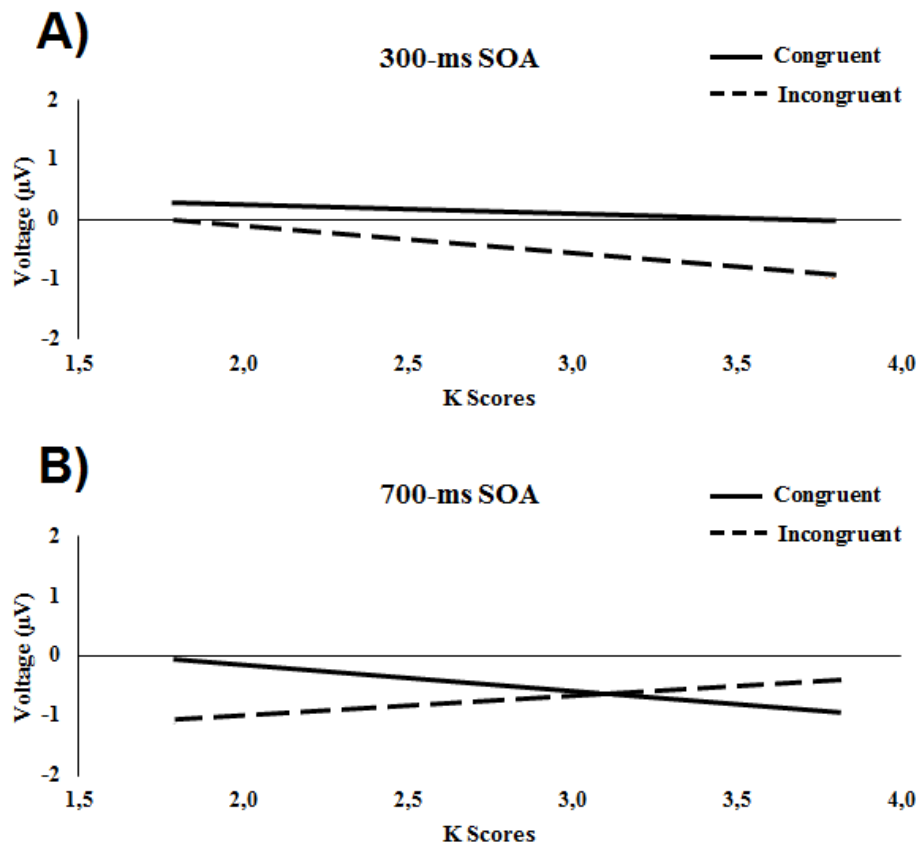 A)
300-ms SOA
Congruent
Incongruent
2
1
0
-1
-2
Voltage (µV)
1,5 2,0 2,5 3,0 3,5 4,0
K Scores
B)
700-ms SOA
Congruent
Incongruent
2
1
0
-1
-2
Voltage (µV)
1,5 2,0 2,5 3,0 3,5 4,0
K Scores